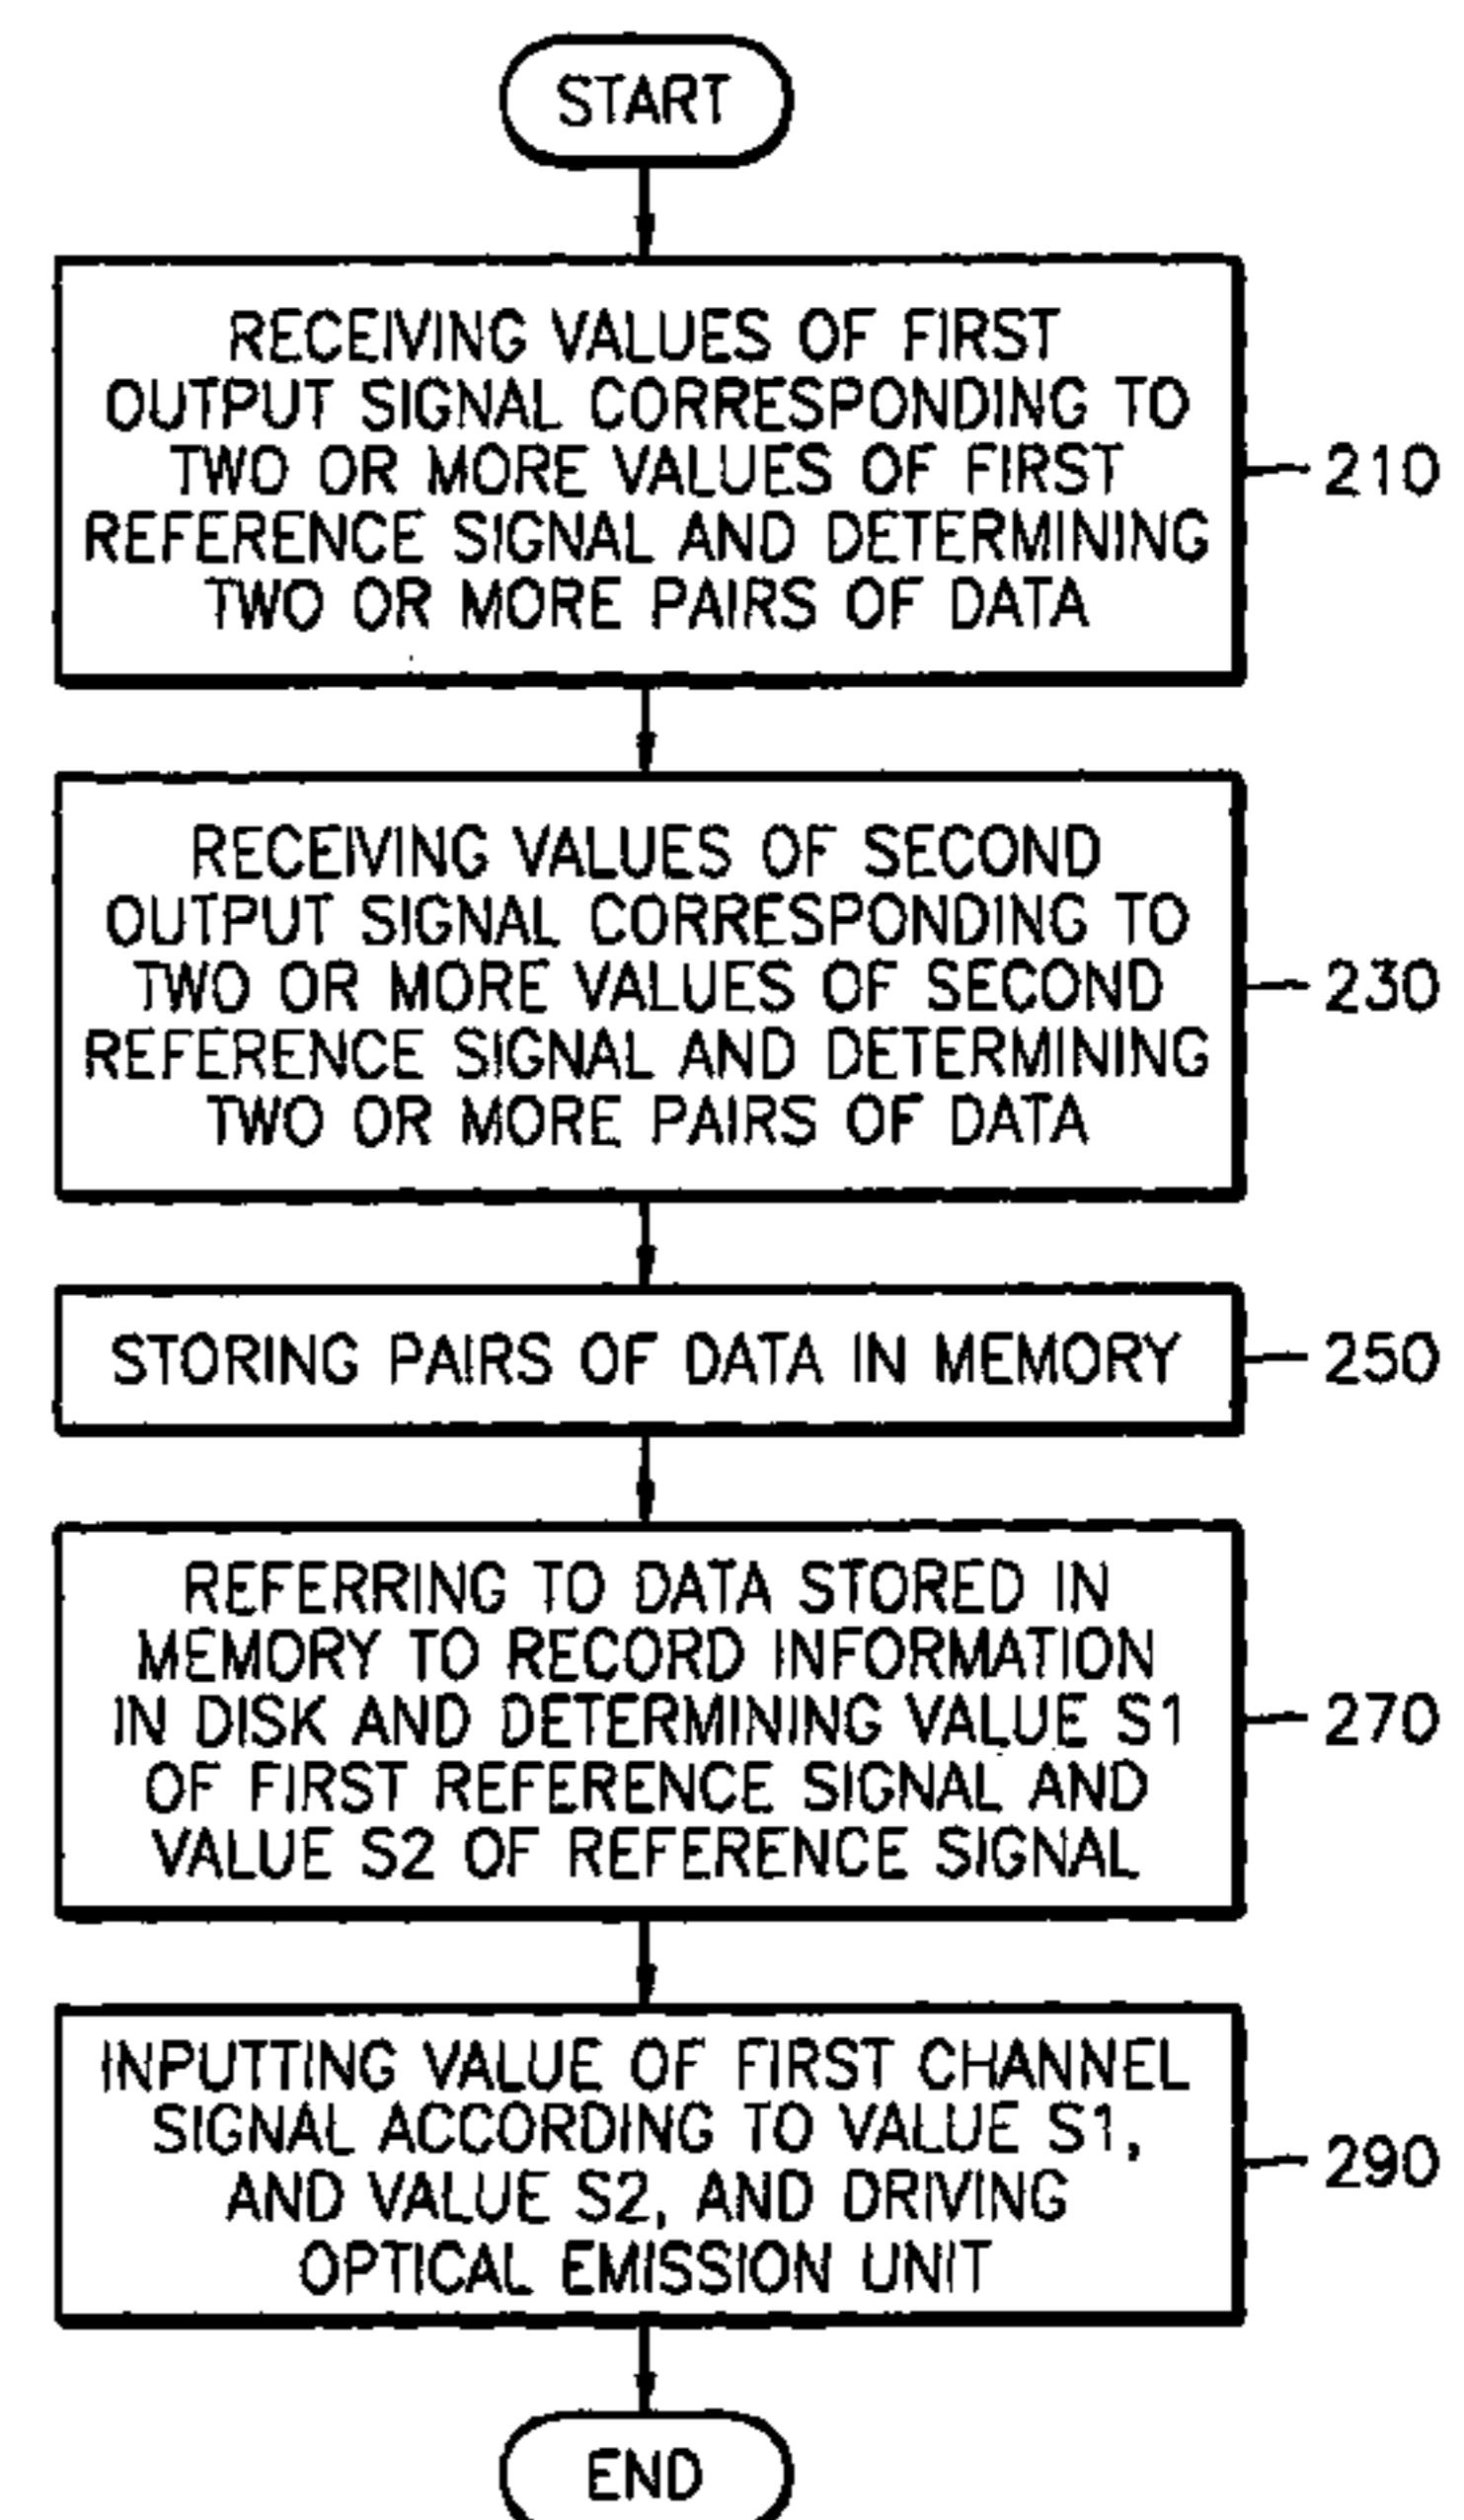 START
RECEIVING VALUES OF FIRST
OUTPUT SIGNAL CORRESPONDING TO
TWO OR MORE VALUES OF FIRST
REFERENCE SIGNAL AND DETERMINING
TWO OR MORE PAIRS OF DATA
210
RECEIVING VALUES OF SECOND
OUTPUT SIGNAL CORRESPONDING TO
TWO OR MORE VALUES OF SECOND
REFERENCE SIGNAL AND DETERMINING
TWO OR MORE PAIRS OF DATA
230
STORING PAIRS OF DATA IN MEMORY
250
REFERRING TO DATA STORED IN
MEMORY TO RECORD INFORMATION
IN DISK AND DETERMINING VALUE S1
OF FIRST REFERENCE SIGNAL AND
VALUE S2 OF REFERENCE SIGNAL
270
INPUTTING VALUE OF FIRST CHANNEL
SIGNAL ACCORDING TO VALUE S1,
AND VALUE S2, AND DRIVING
OPTICAL EMISSION UNIT
290
END